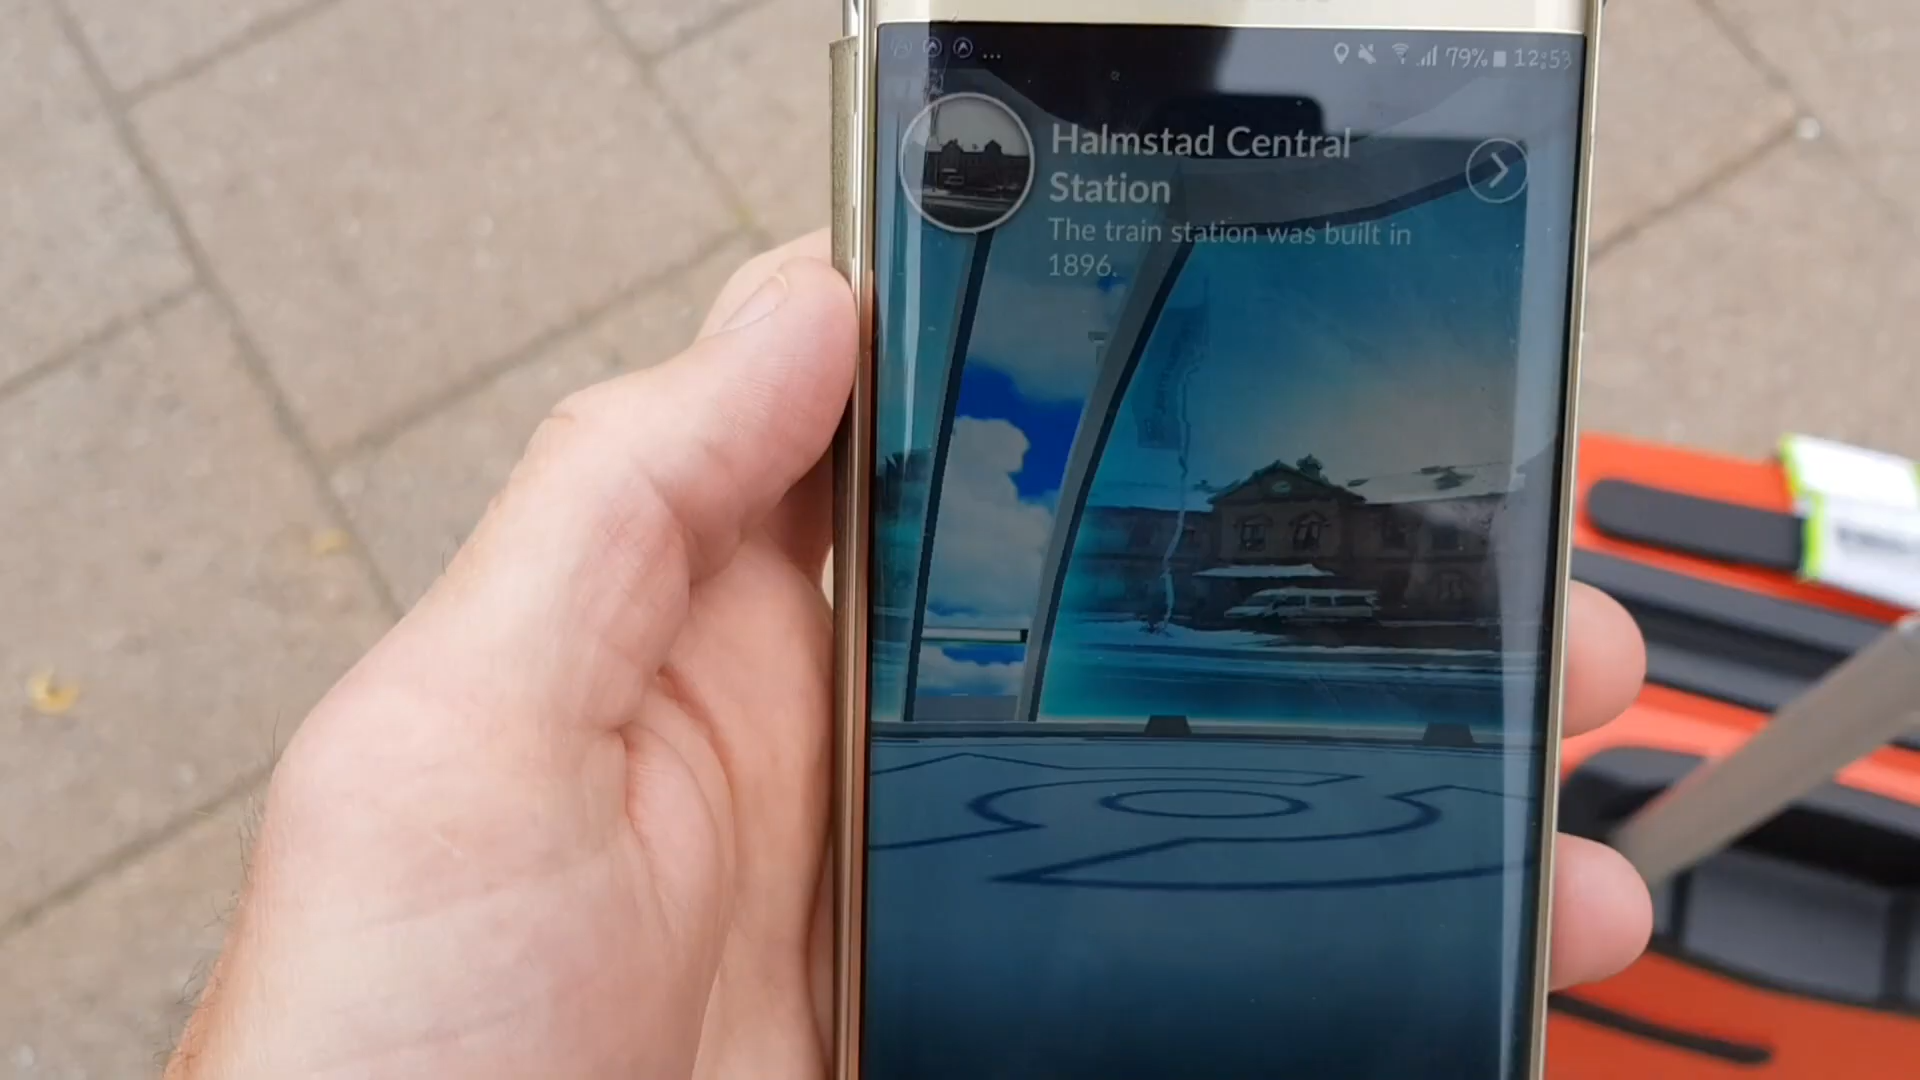 79% 12:53
Halmstad Central
Station
The train station was built in
1896.